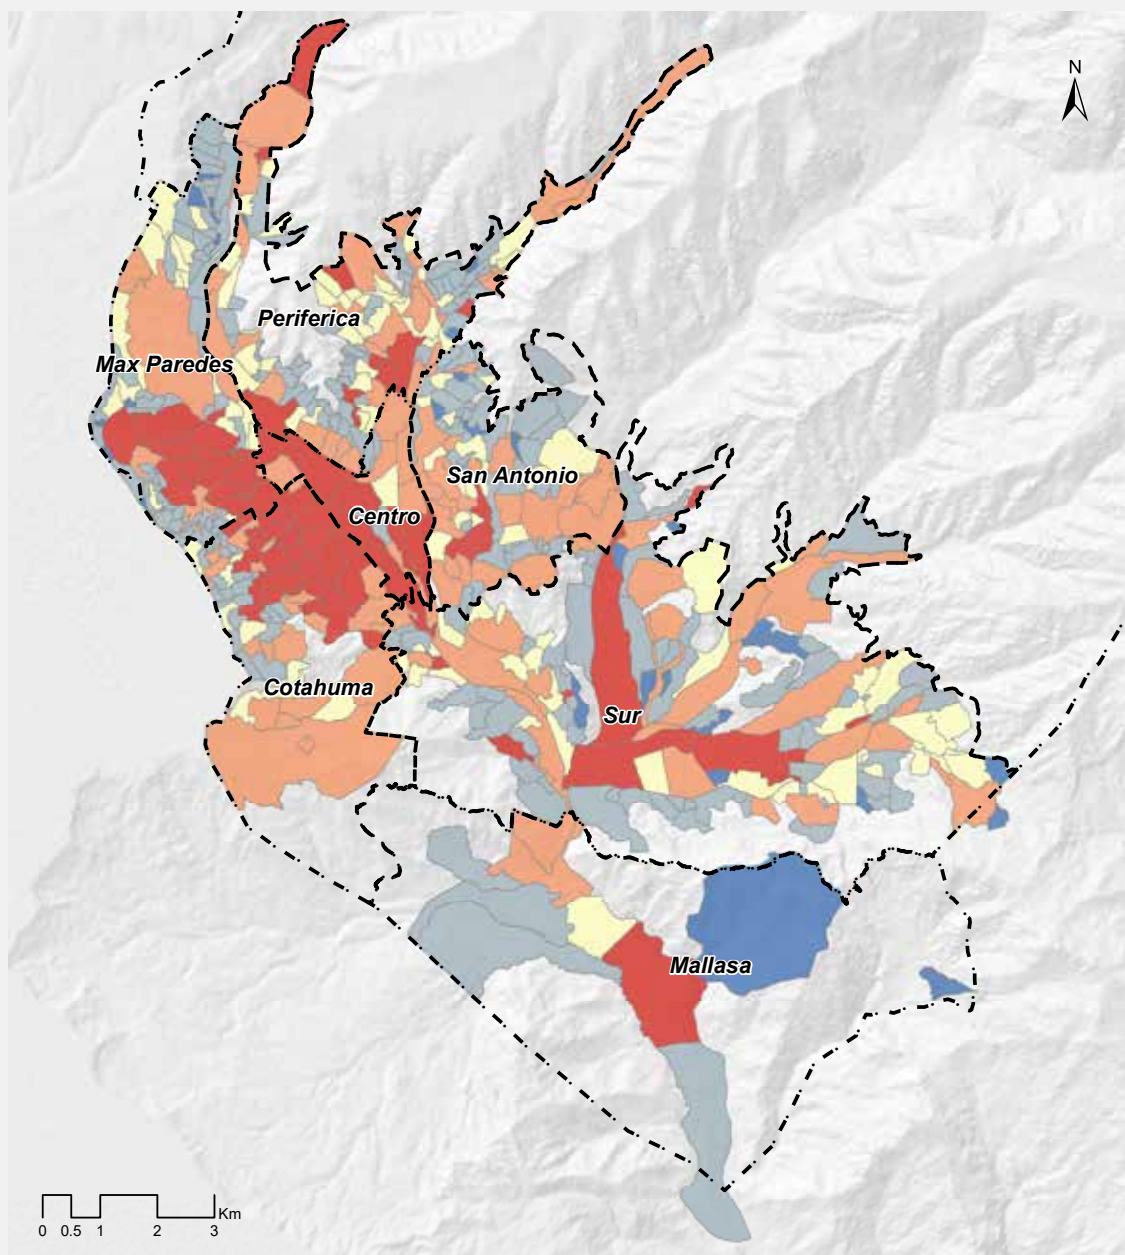 N
Periferica
Max Paredes
San Antonio
Centro
Cotahuma
Sur
Mallasa
Km
0 0.5 1 2 3